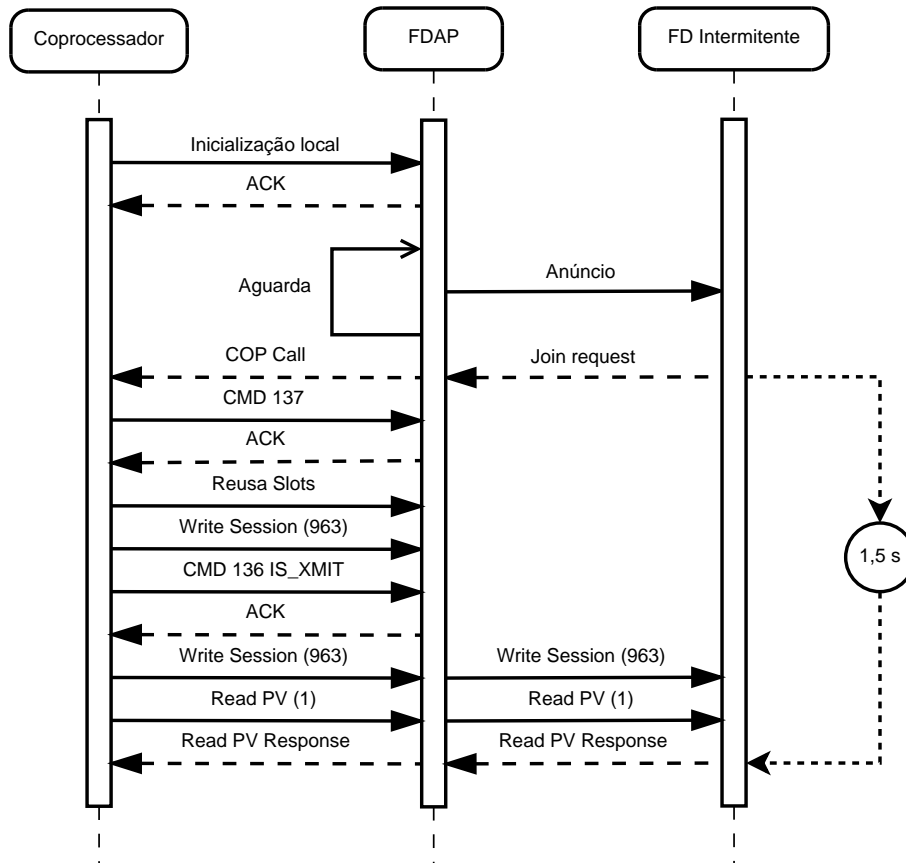 Coprocessador
FDAP
FD Intermitente
Inicialização local
ACK
Aguarda
Anúncio
COP Call
Join request
CMD 137
ACK
Reusa Slots
Write Session (963)
1,5 s
CMD 136 IS_XMIT
ACK
Write Session (963)
Write Session (963)
Read PV (1)
Read PV (1)
Read PV Response
Read PV Response